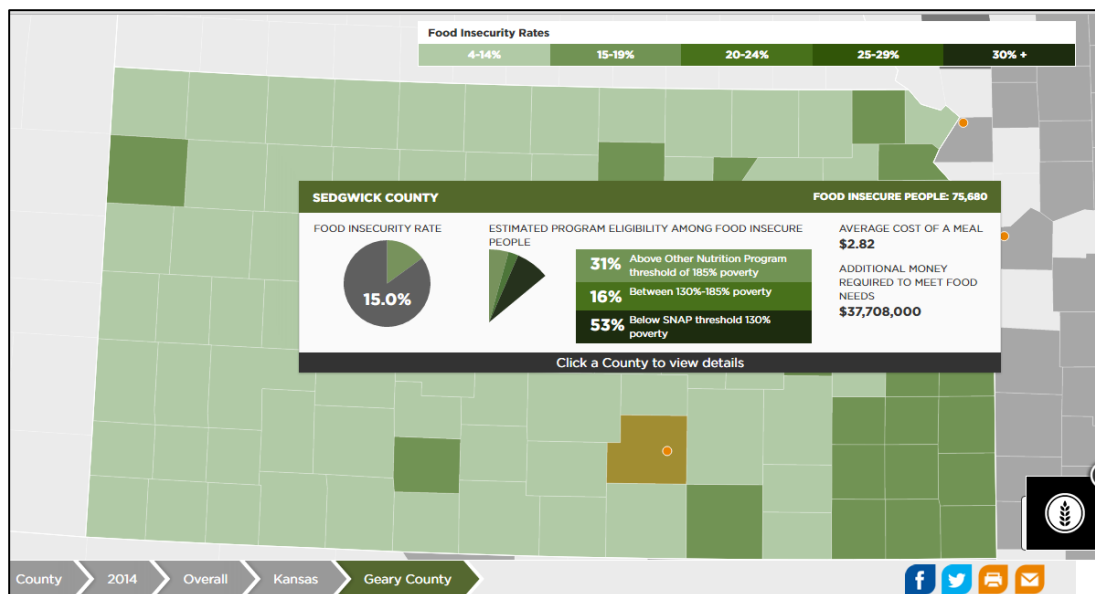 Food Insecurity Rates
4-14% 15-19% 20-24% 25-29% 30% +
SEDGWICK COUNTY FOOD INSECURE PEOPLE: 75,680
FOOD INSECURITY RATE
15.0%
ESTIMATED PROGRAM ELIGIBILITY AMONG FOOD INSECURE
PEOPLE
31% Above Other Nutrition Program
threshold of 185% poverty
16% Between 130%-185% poverty
53% Below SNAP threshold 130%
poverty
AVERAGE COST OF A MEAL
$2.82
ADDITIONAL MONEY
REQUIRED TO MEET FOOD
NEEDS
$37,708,000
Click a County to view details
County 2014 Overall Kansas Geary County